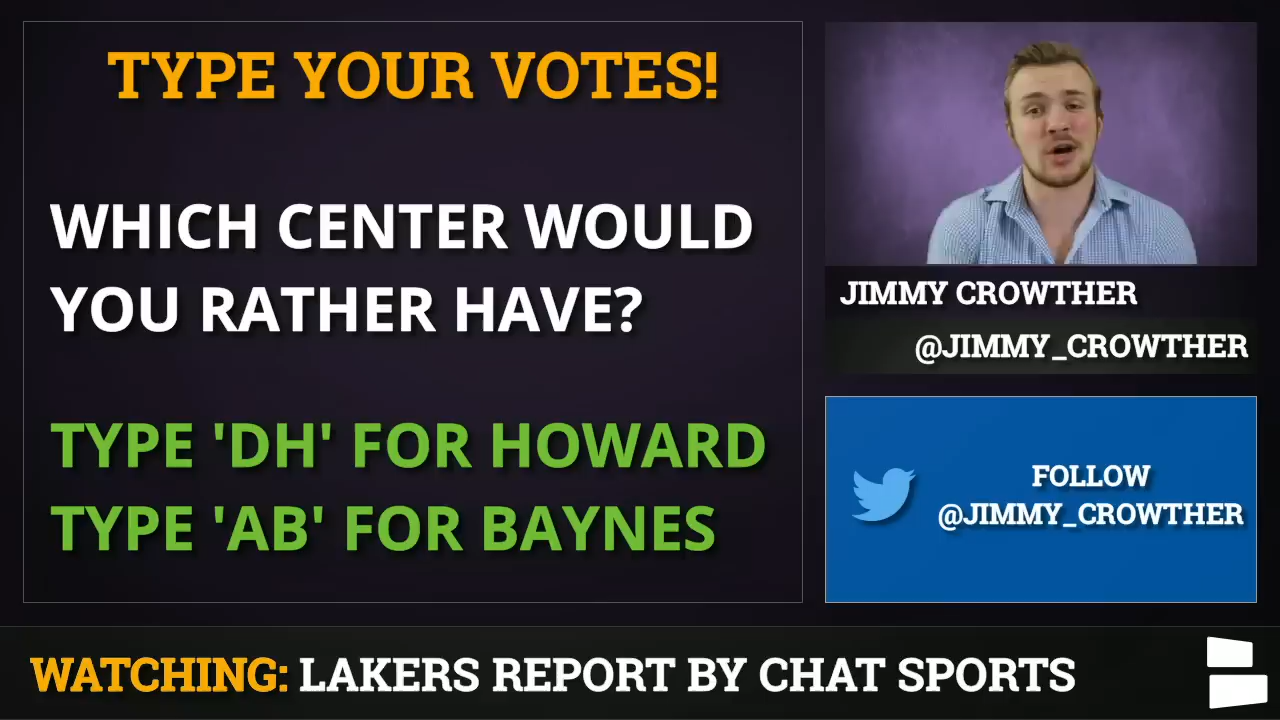 TYPE YOUR VOTES!
WHICH CENTER WOULD
YOU RATHER HAVE?
TYPE 'DH' FOR HOWARD
TYPE 'AB' FOR BAYNES
JIMMY CROWTHER
@JIMMY_CROWTHER
FOLLOW
@JIMMY_CROWTHER
WATCHING: LAKERS REPORT BY CHAT SPORTS